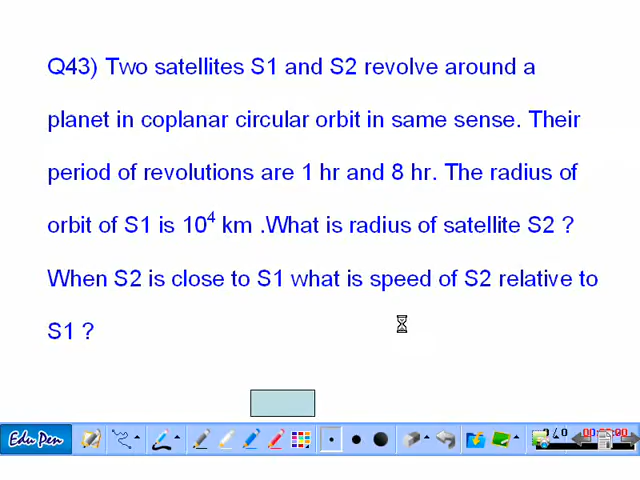 Q43) Two satellites S1 and S2 revolve around a
planet in coplanar circular orbit in same sense. Their
period of revolutions are 1 hr and 8 hr. The radius of
orbit of S1 is 10⁴ km .What is radius of satellite S2 ?
When S2 is close to S1 what is speed of S2 relative to
S1 ?
Edu Pen